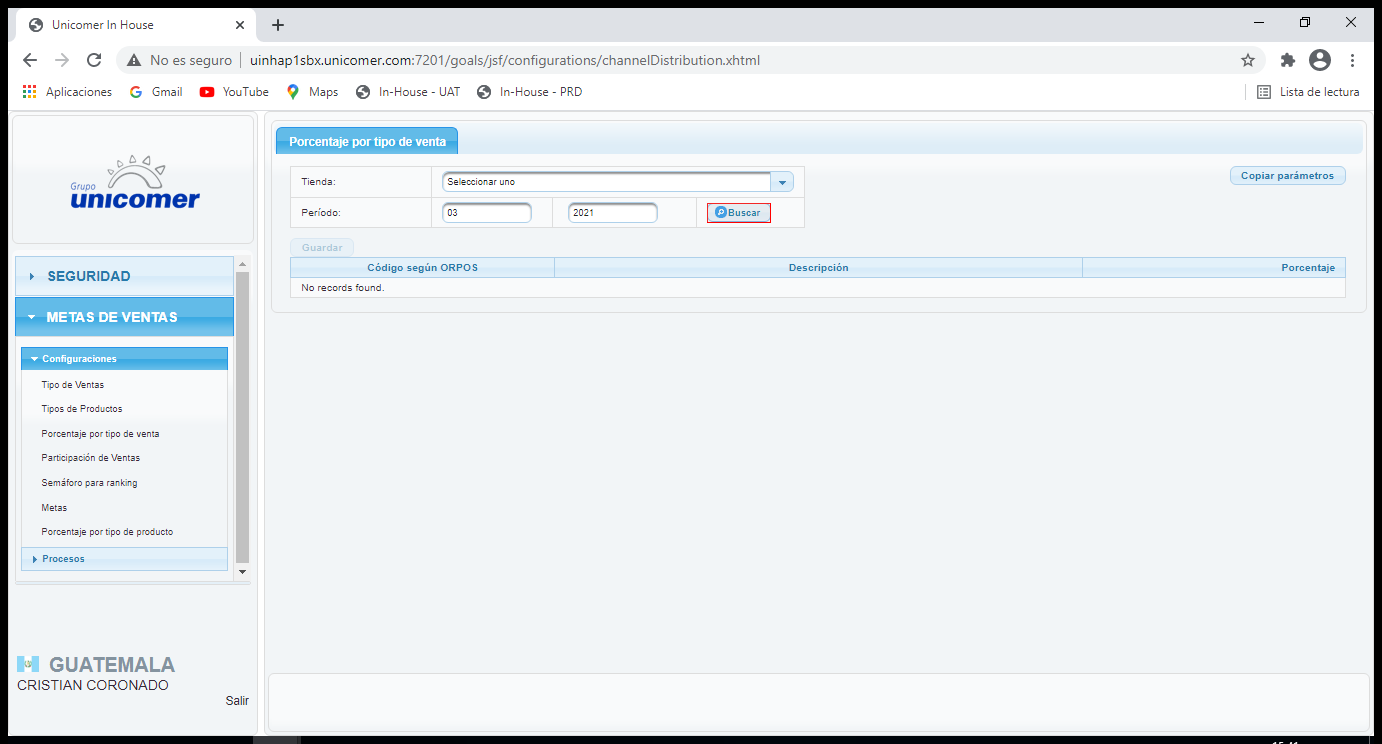 Unicomer In House
No es seguro
uinhap1sbx.unicomer.com:7201/goals/jsf/configurations/channelDistribution.xhtml
Aplicaciones
Gmail
YouTube
Maps
In-House - UAT
In-House - PRD
Lista de lectura
Grupo
unicomer
SEGURIDAD
METAS DE VENTAS
Configuraciones
Tipo de Ventas
Tipos de Productos
Porcentaje por tipo de venta
Participación de Ventas
Semáforo para ranking
Metas
Porcentaje por tipo de producto
Procesos
GUATEMALA
CRISTIAN CORONADO
Salir
Porcentaje por tipo de venta
Tienda:
Seleccionar uno
Copiar parámetros
Período:
03
2021
Buscar
Guardar
Código según ORPOS
Descripción
Porcentaje
No records found.